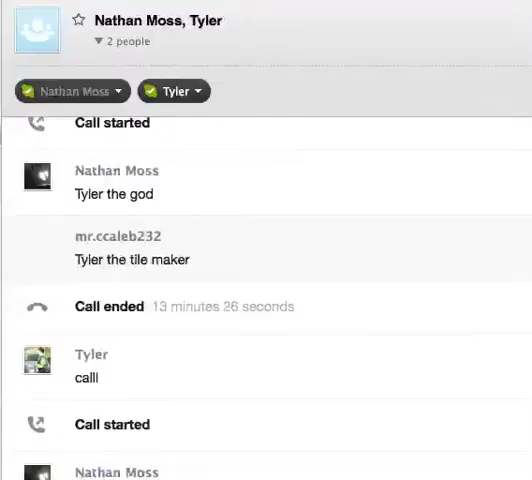 Nathan Moss, Tyler
2 people
Nathan Moss Tyler
Call started
Nathan Moss
Tyler the god
mr.ccaleb232
Tyler the tile maker
Call ended 13 minutes 26 seconds
Tyler
calll
Call started
Nathan Moss